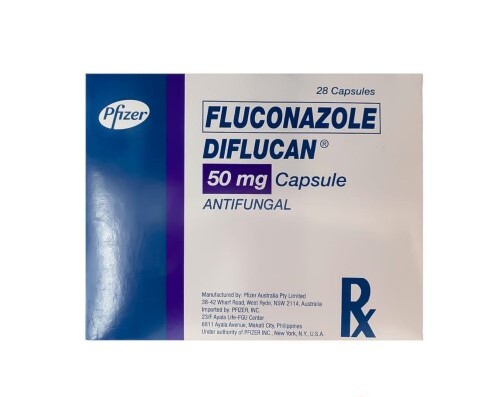 28 Capsules
Pfizer
FLUCONAZOLE
DIFLUCAN®
50 mg Capsule
ANTIFUNGAL
Manufactured by: Pfizer Australia Pty Limited
38-42 Wharf Road, West Ryde, NSW 2114, Australia
Imported by: PFIZER, INC.
23/F Ayala Life-FGU Center
6811 Ayala Avenue, Makati City, Philippines
Under authority of PFIZER INC., New York, N.Y., U.S.A.
Rx